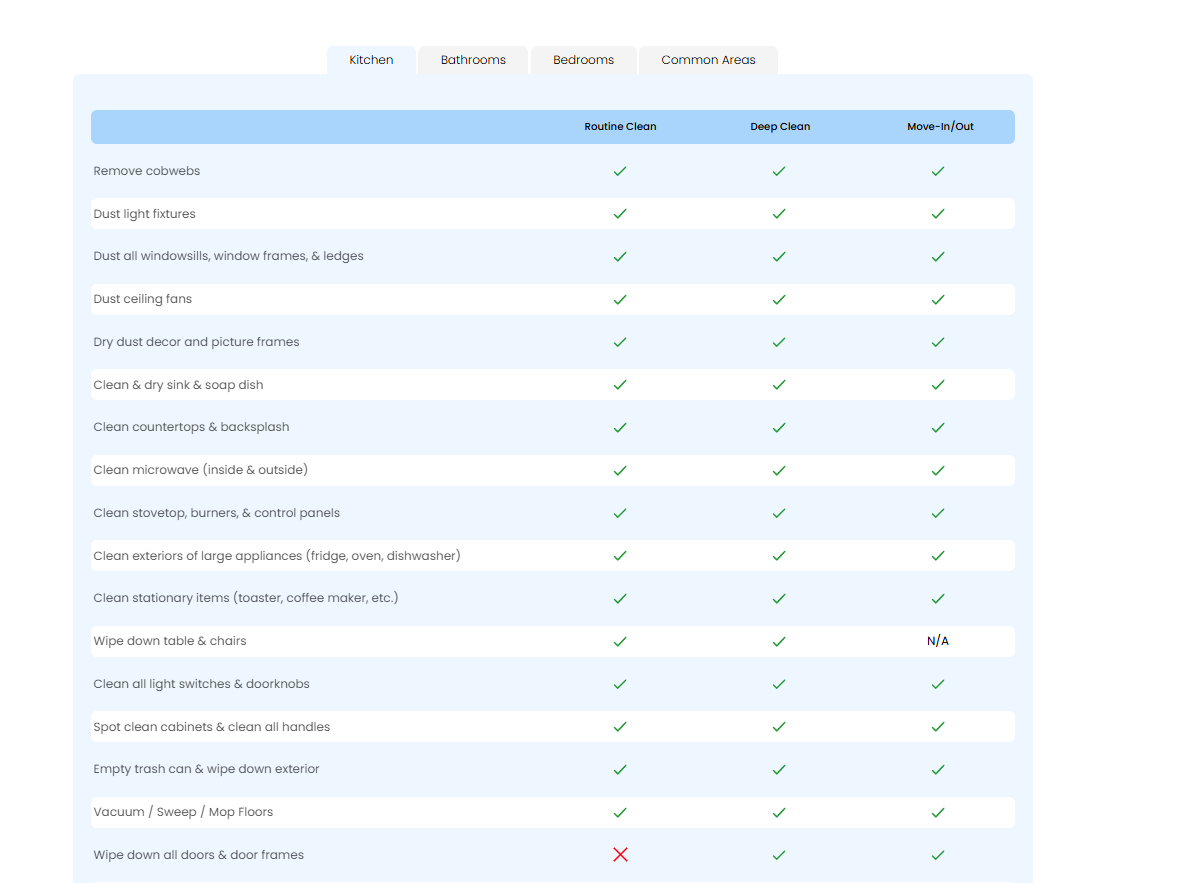 Kitchen Bathrooms Bedrooms Common Areas
Routine Clean Deep Clean Move-In/Out
Remove cobwebs
Dust light fixtures
Dust all windowsills, window frames, & ledges
Dust ceiling fans
Dry dust decor and picture frames
Clean & dry sink & soap dish
Clean countertops & backsplash
Clean microwave (inside & outside)
Clean stovetop, burners, & control panels
Clean exteriors of large appliances (fridge, oven, dishwasher)
Clean stationary items (toaster, coffee maker, etc.)
Wipe down table & chairs N/A
Clean all light switches & doorknobs
Spot clean cabinets & clean all handles
Empty trash can & wipe down exterior
Vacuum / Sweep / Mop Floors
Wipe down all doors & door frames